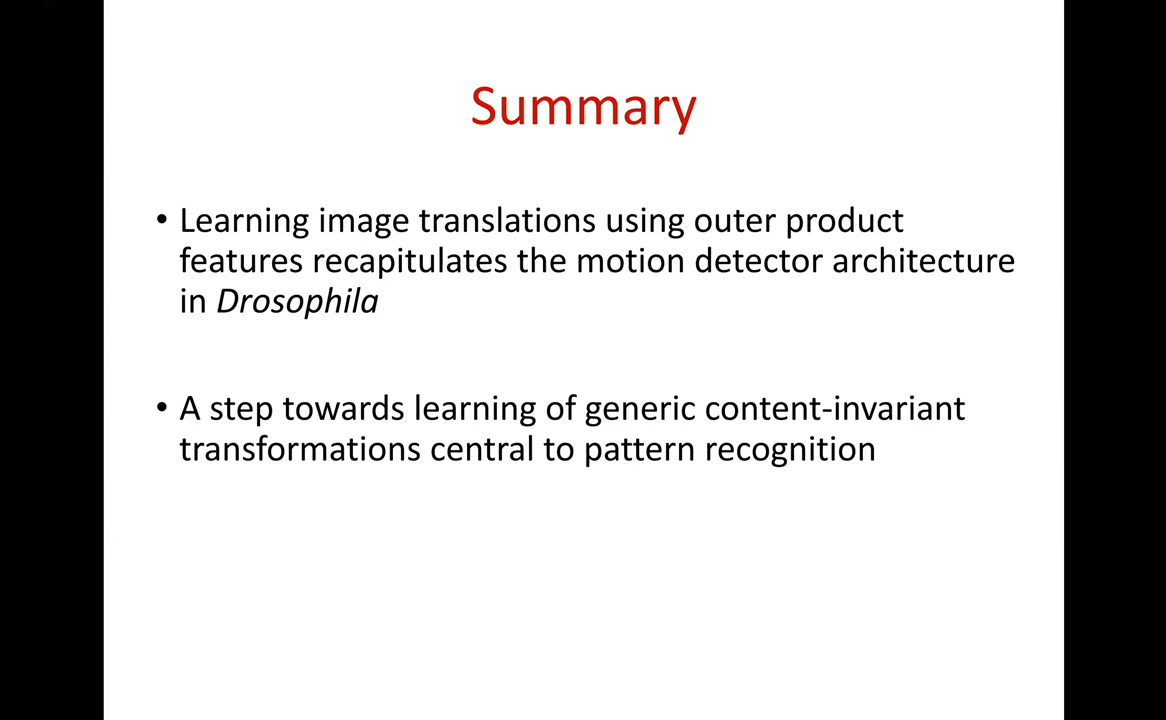 Summary
• Learning image translations using outer product
features recapitulates the motion detector architecture
in Drosophila
• A step towards learning of generic content-invariant
transformations central to pattern recognition